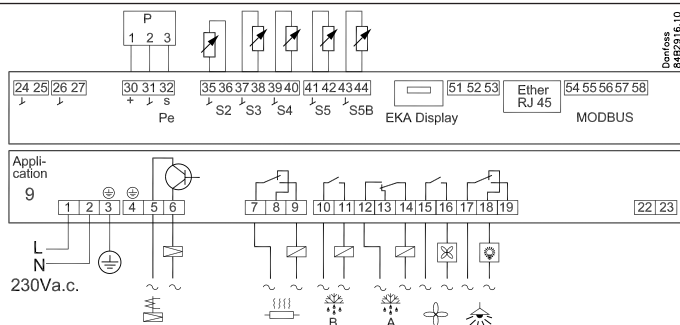 P
1 2 3
Danfoss
84B2916.10
24 25 26 27 30 31 32 35 36 37 38 39 40 41 42 43 44 51 52 53 Ether RJ 45 54 55 56 57 58
+ s S2 S3 S4 S5 S5B
Pe EKA Display MODBUS
Appli-
cation
9
1 2 3 4 5 6 7 8 9 10 11 12 13 14 15 16 17 18 19 22 23
L
N
230Va.c.
B A